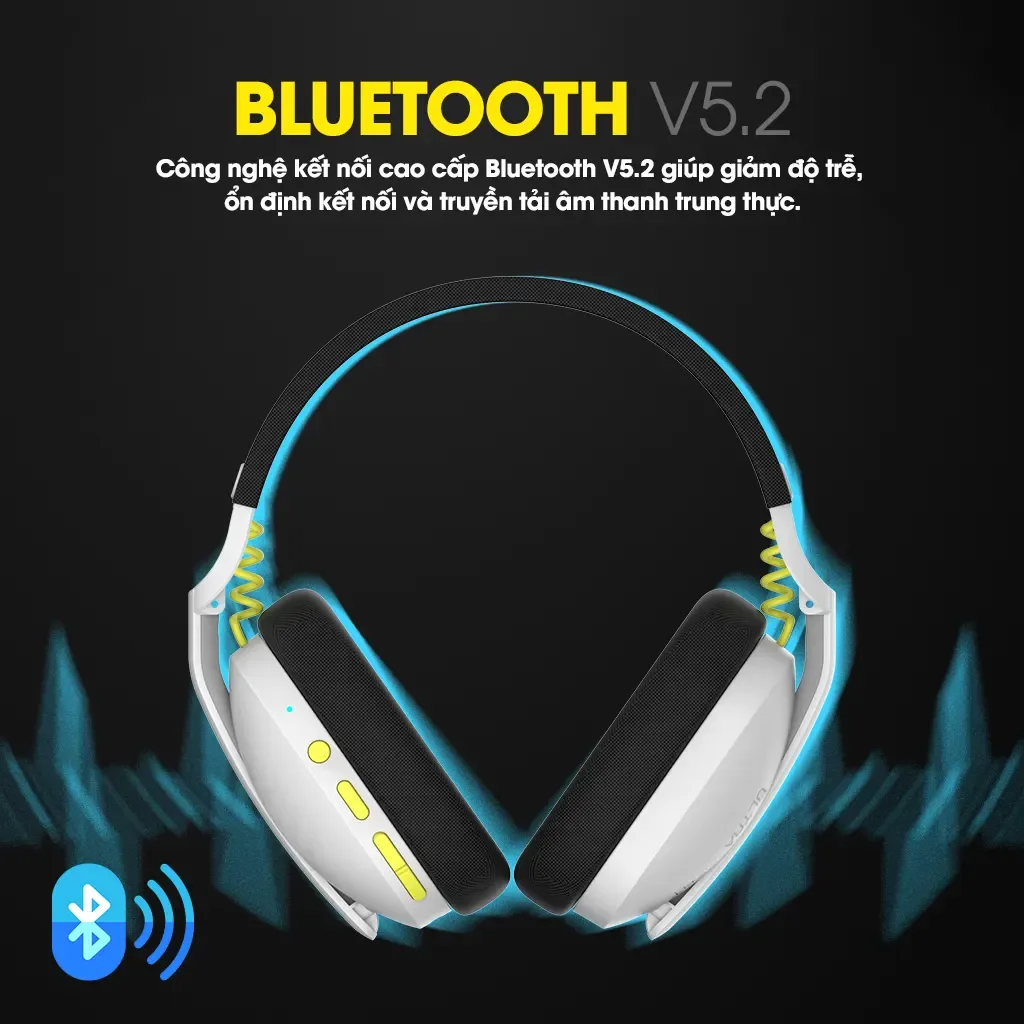 BLUETOOTH V5.2
Công nghệ kết nối cao cấp Bluetooth V5.2 giúp giảm độ trễ,
ổn định kết nối và truyền tải âm thanh trung thực.